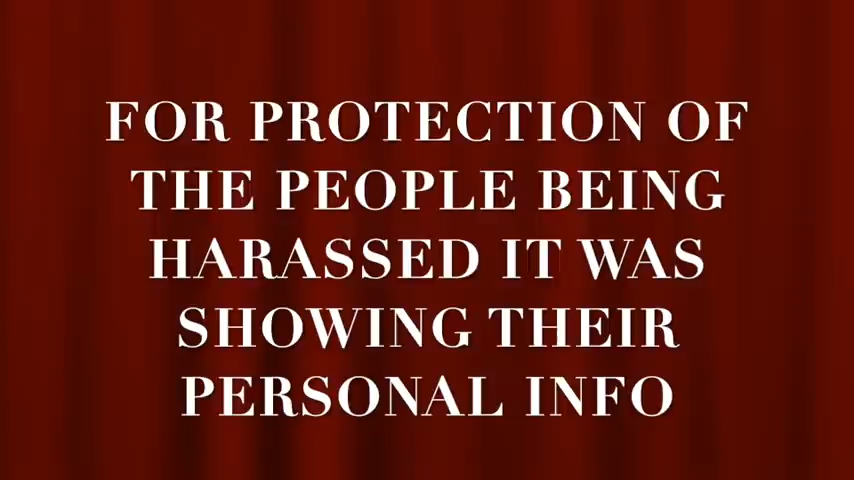 FOR PROTECTION OF
THE PEOPLE BEING
HARASSED IT WAS
SHOWING THEIR
PERSONAL INFO